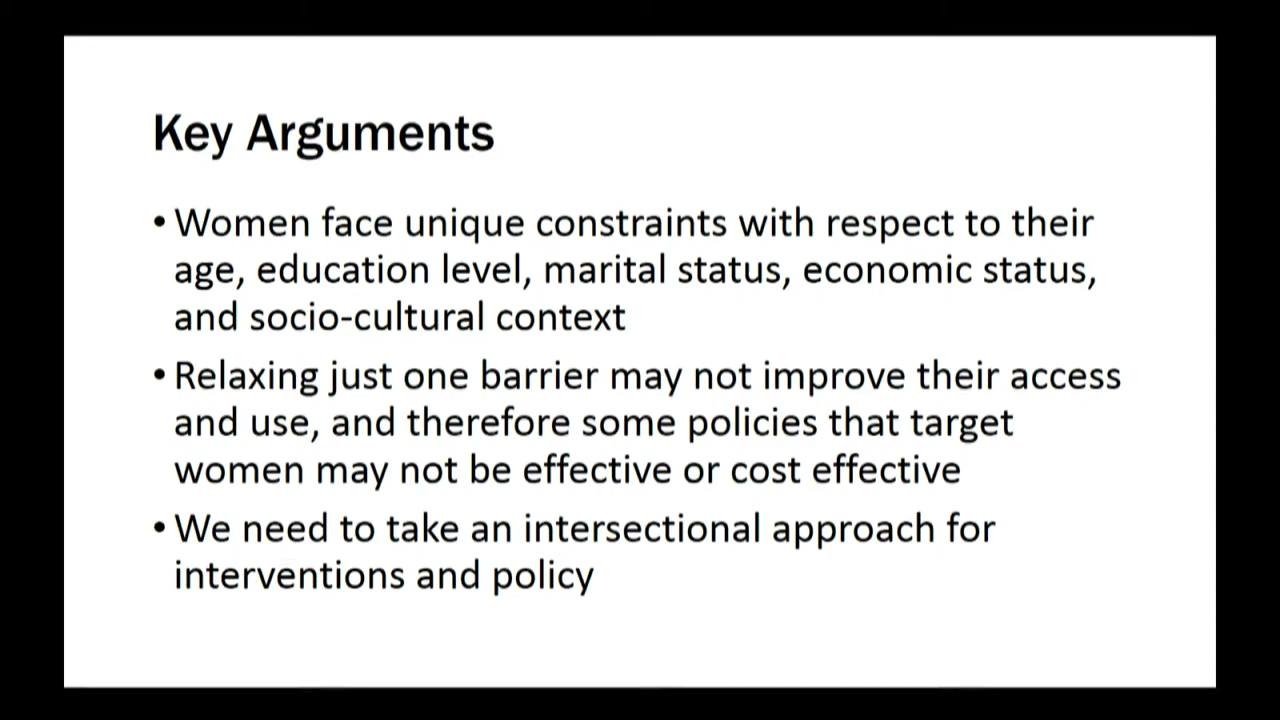 Key Arguments
• Women face unique constraints with respect to their
age, education level, marital status, economic status,
and socio-cultural context
• Relaxing just one barrier may not improve their access
and use, and therefore some policies that target
women may not be effective or cost effective
• We need to take an intersectional approach for
interventions and policy